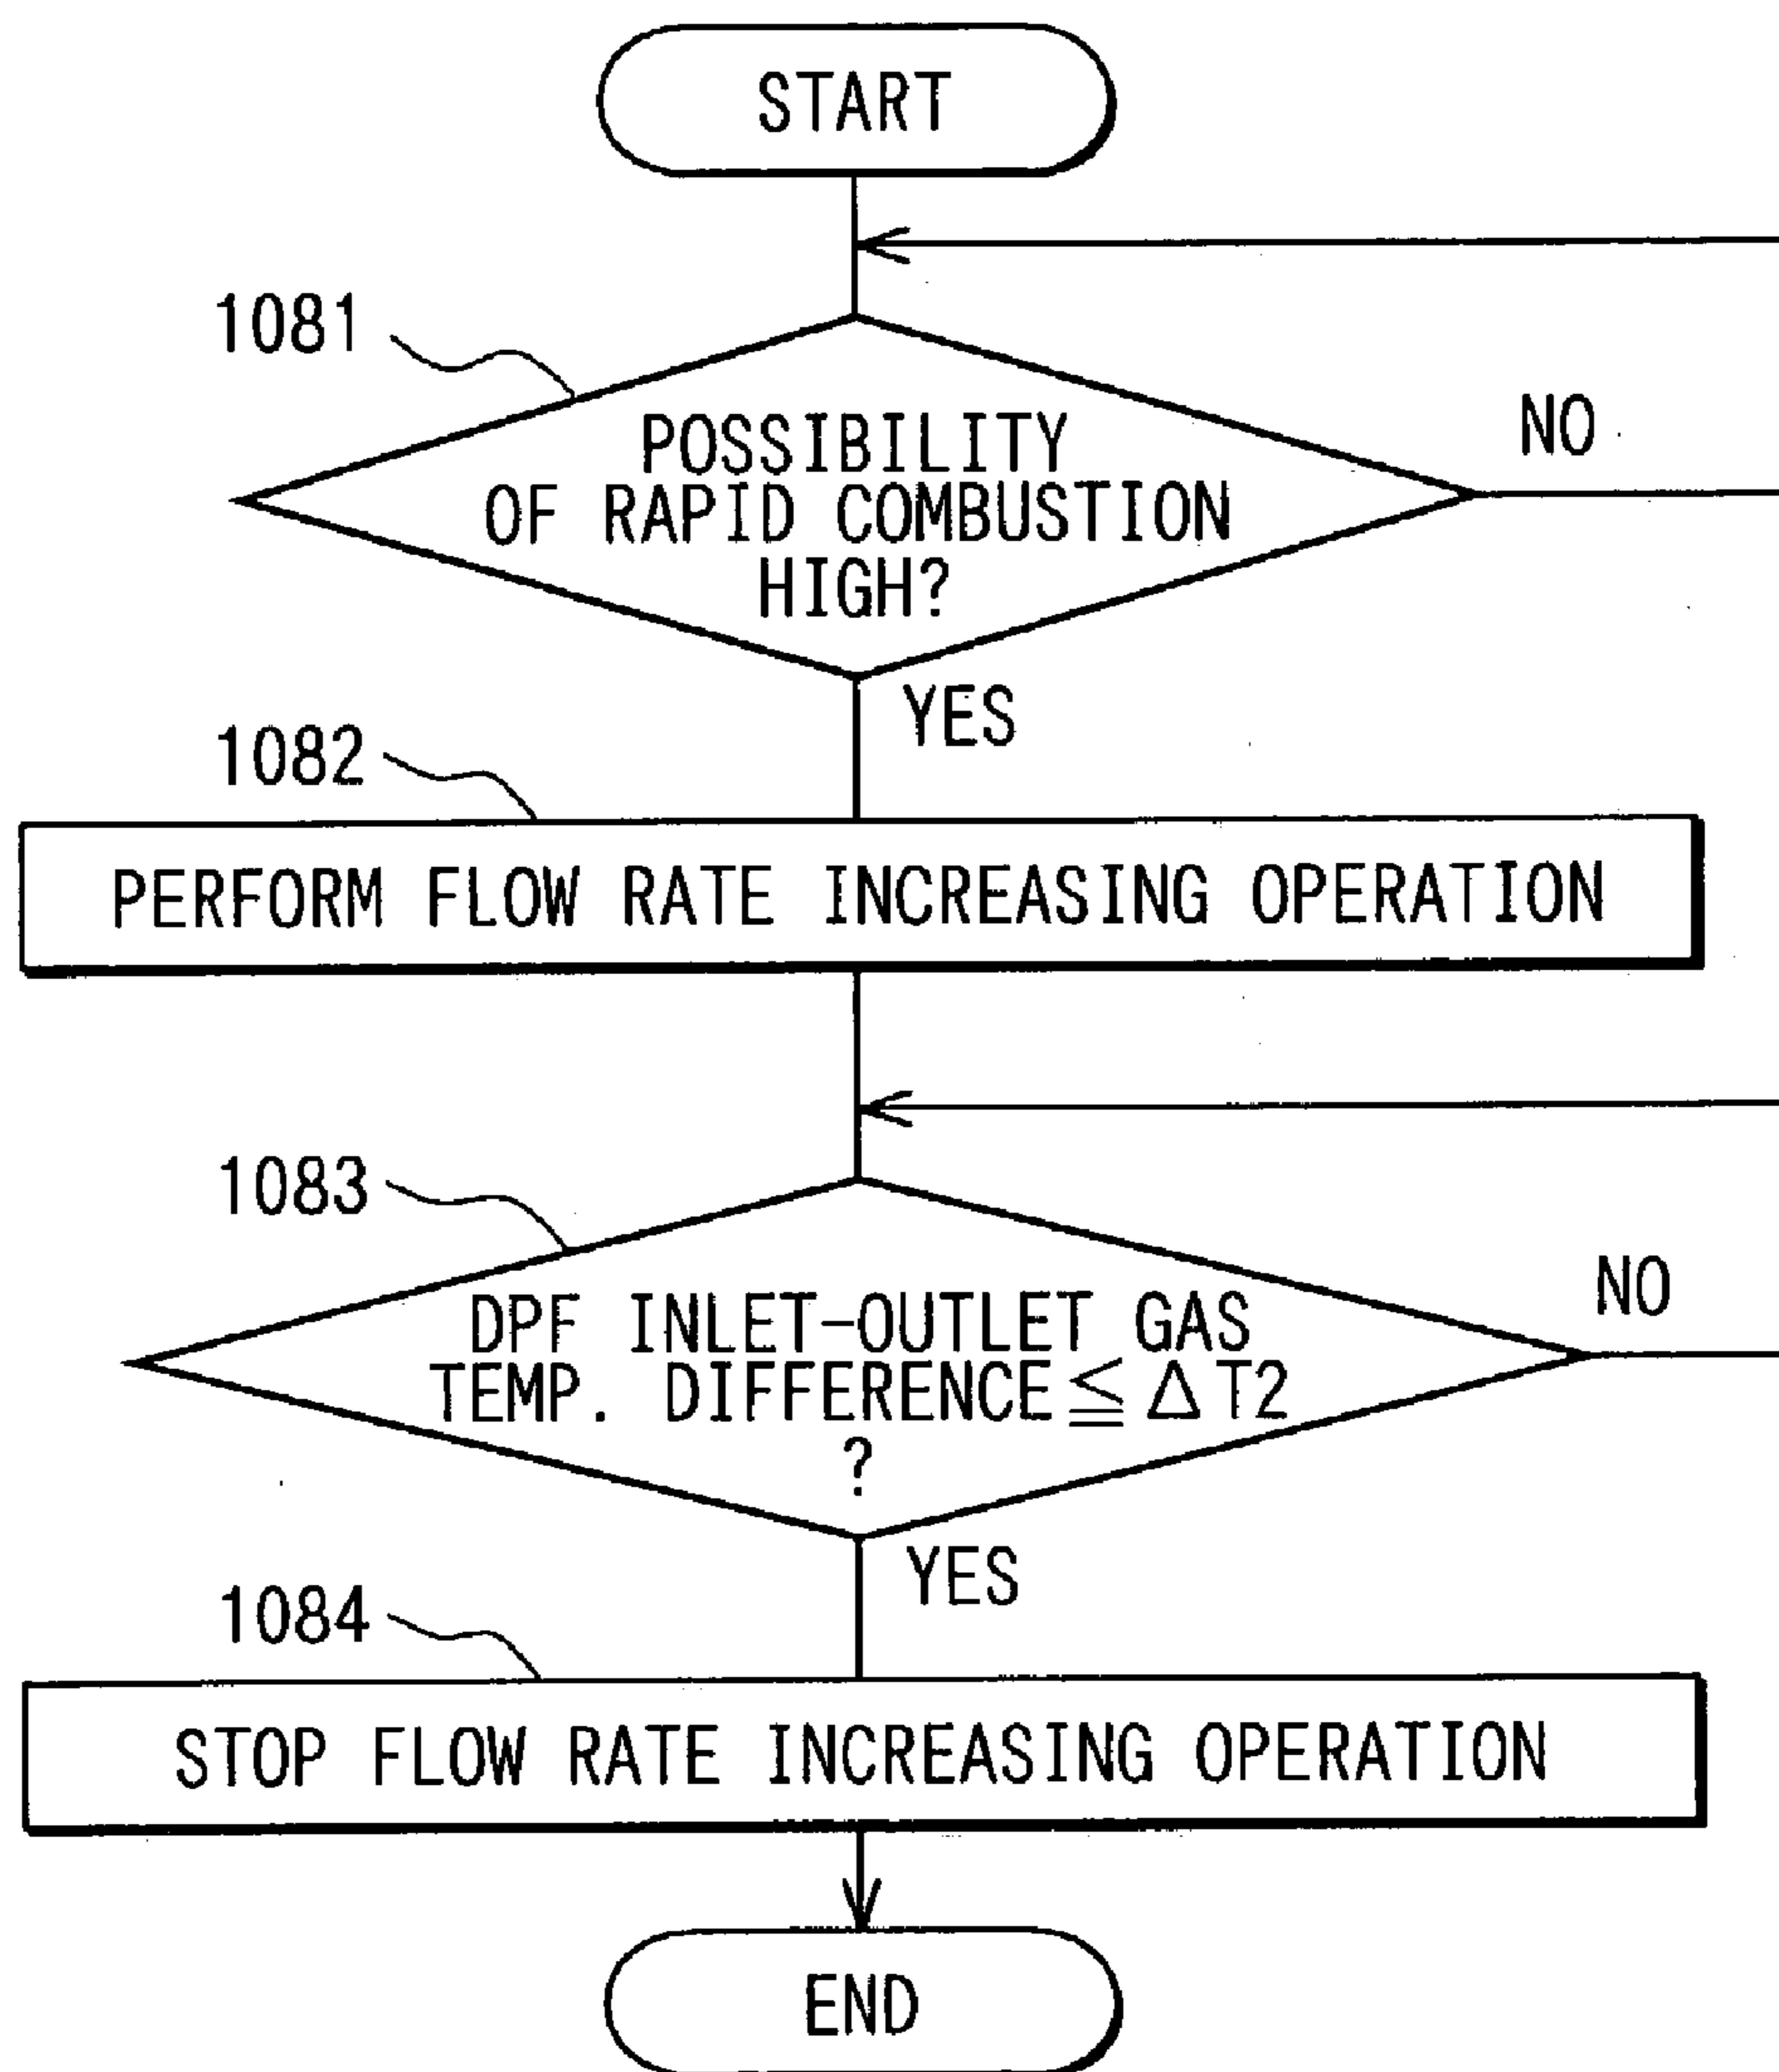 START
1081
POSSIBILITY
OF RAPID COMBUSTION
HIGH?
NO
YES
1082
PERFORM FLOW RATE INCREASING OPERATION
1083
DPF INLET-OUTLET GAS
TEMP. DIFFERENCE≦ΔT2
?
NO
YES
1084
STOP FLOW RATE INCREASING OPERATION
END